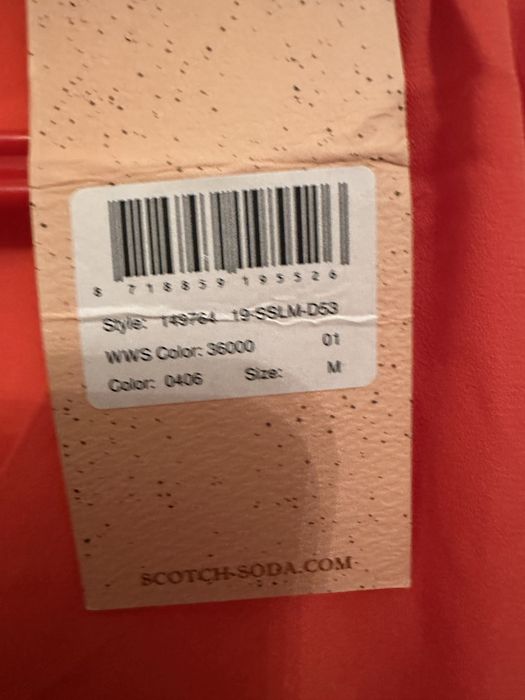 8 718859 195526
Style: 149764 19-SSLM-D53
WWS Color: 36000 01
Color: 0406 Size: M
SCOTCH-SODA.COM